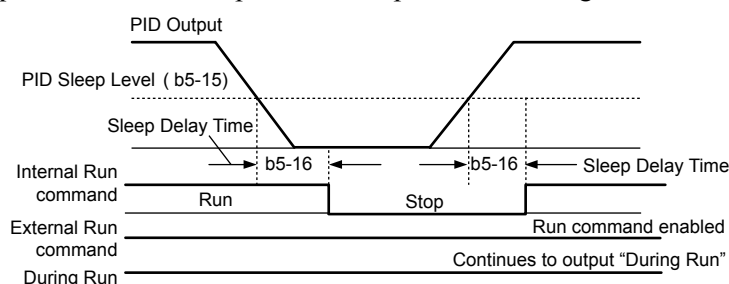 PID Output
PID Sleep Level ( b5-15)
Sleep Delay Time
b5-16
b5-16
Sleep Delay Time
Internal Run
command
Run
Stop
External Run
command
Run command enabled
Continues to output “During Run”
During Run